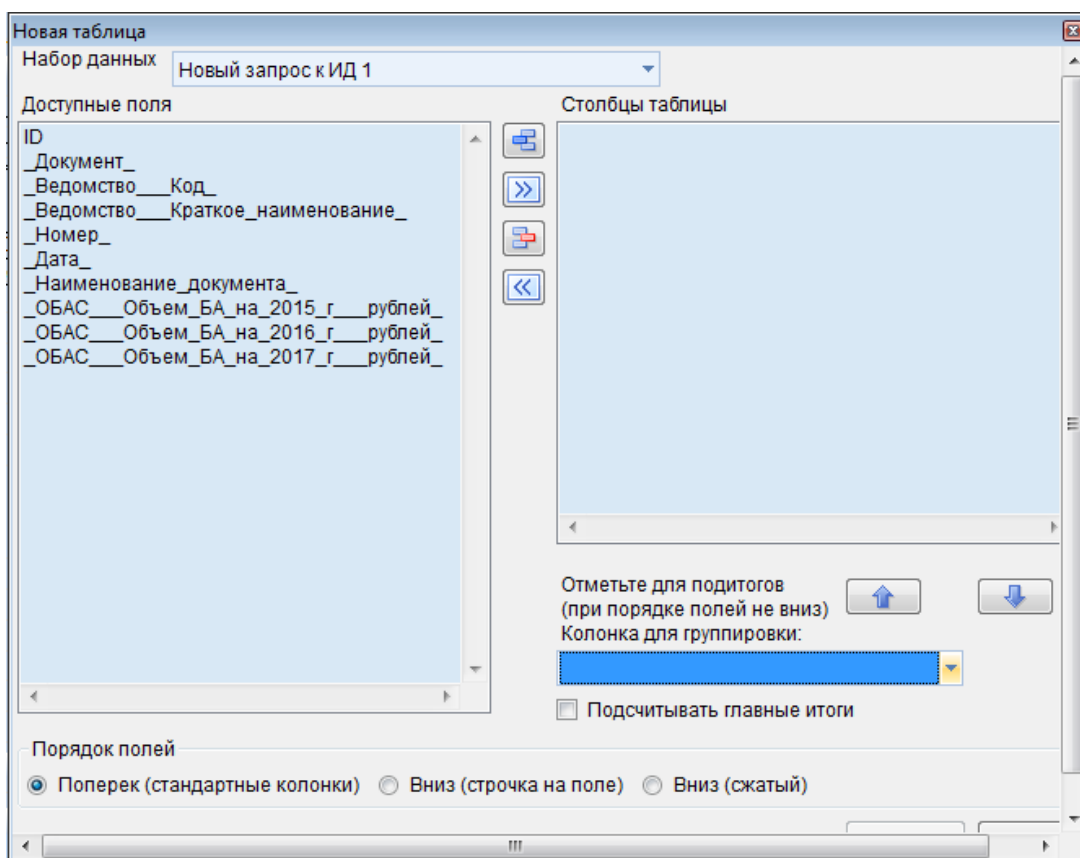 Новая таблица
Набор данных
Новый запрос к ИД 1
Доступные поля
Столбцы таблицы
ID
_Документ_
_Ведомство___Код_
_Ведомство___Краткое_наименование_
_Номер_
_Дата_
_Наименование_документа_
_ОБАС___Объем_БА_на_2015_г___рублей_
_ОБАС___Объем_БА_на_2016_г___рублей_
_ОБАС___Объем_БА_на_2017_г___рублей_
Отметьте для подитогов
(при порядке полей не вниз)
Колонка для группировки:
Подсчитывать главные итоги
Порядок полей
Поперек (стандартные колонки)
Вниз (строчка на поле)
Вниз (сжатый)